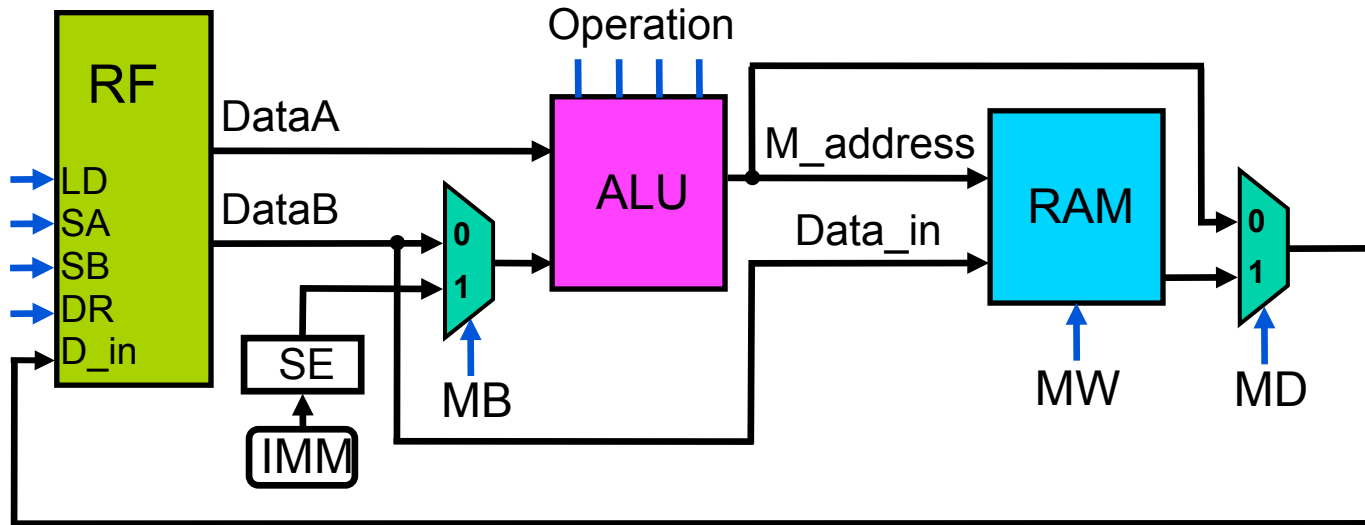 Operation
RF
DataA
M_address
LD
ALU
RAM
SA
DataB
0
Data_in
0
SB
1
1
DR
D_in
SE
MB
MW
MD
IMM